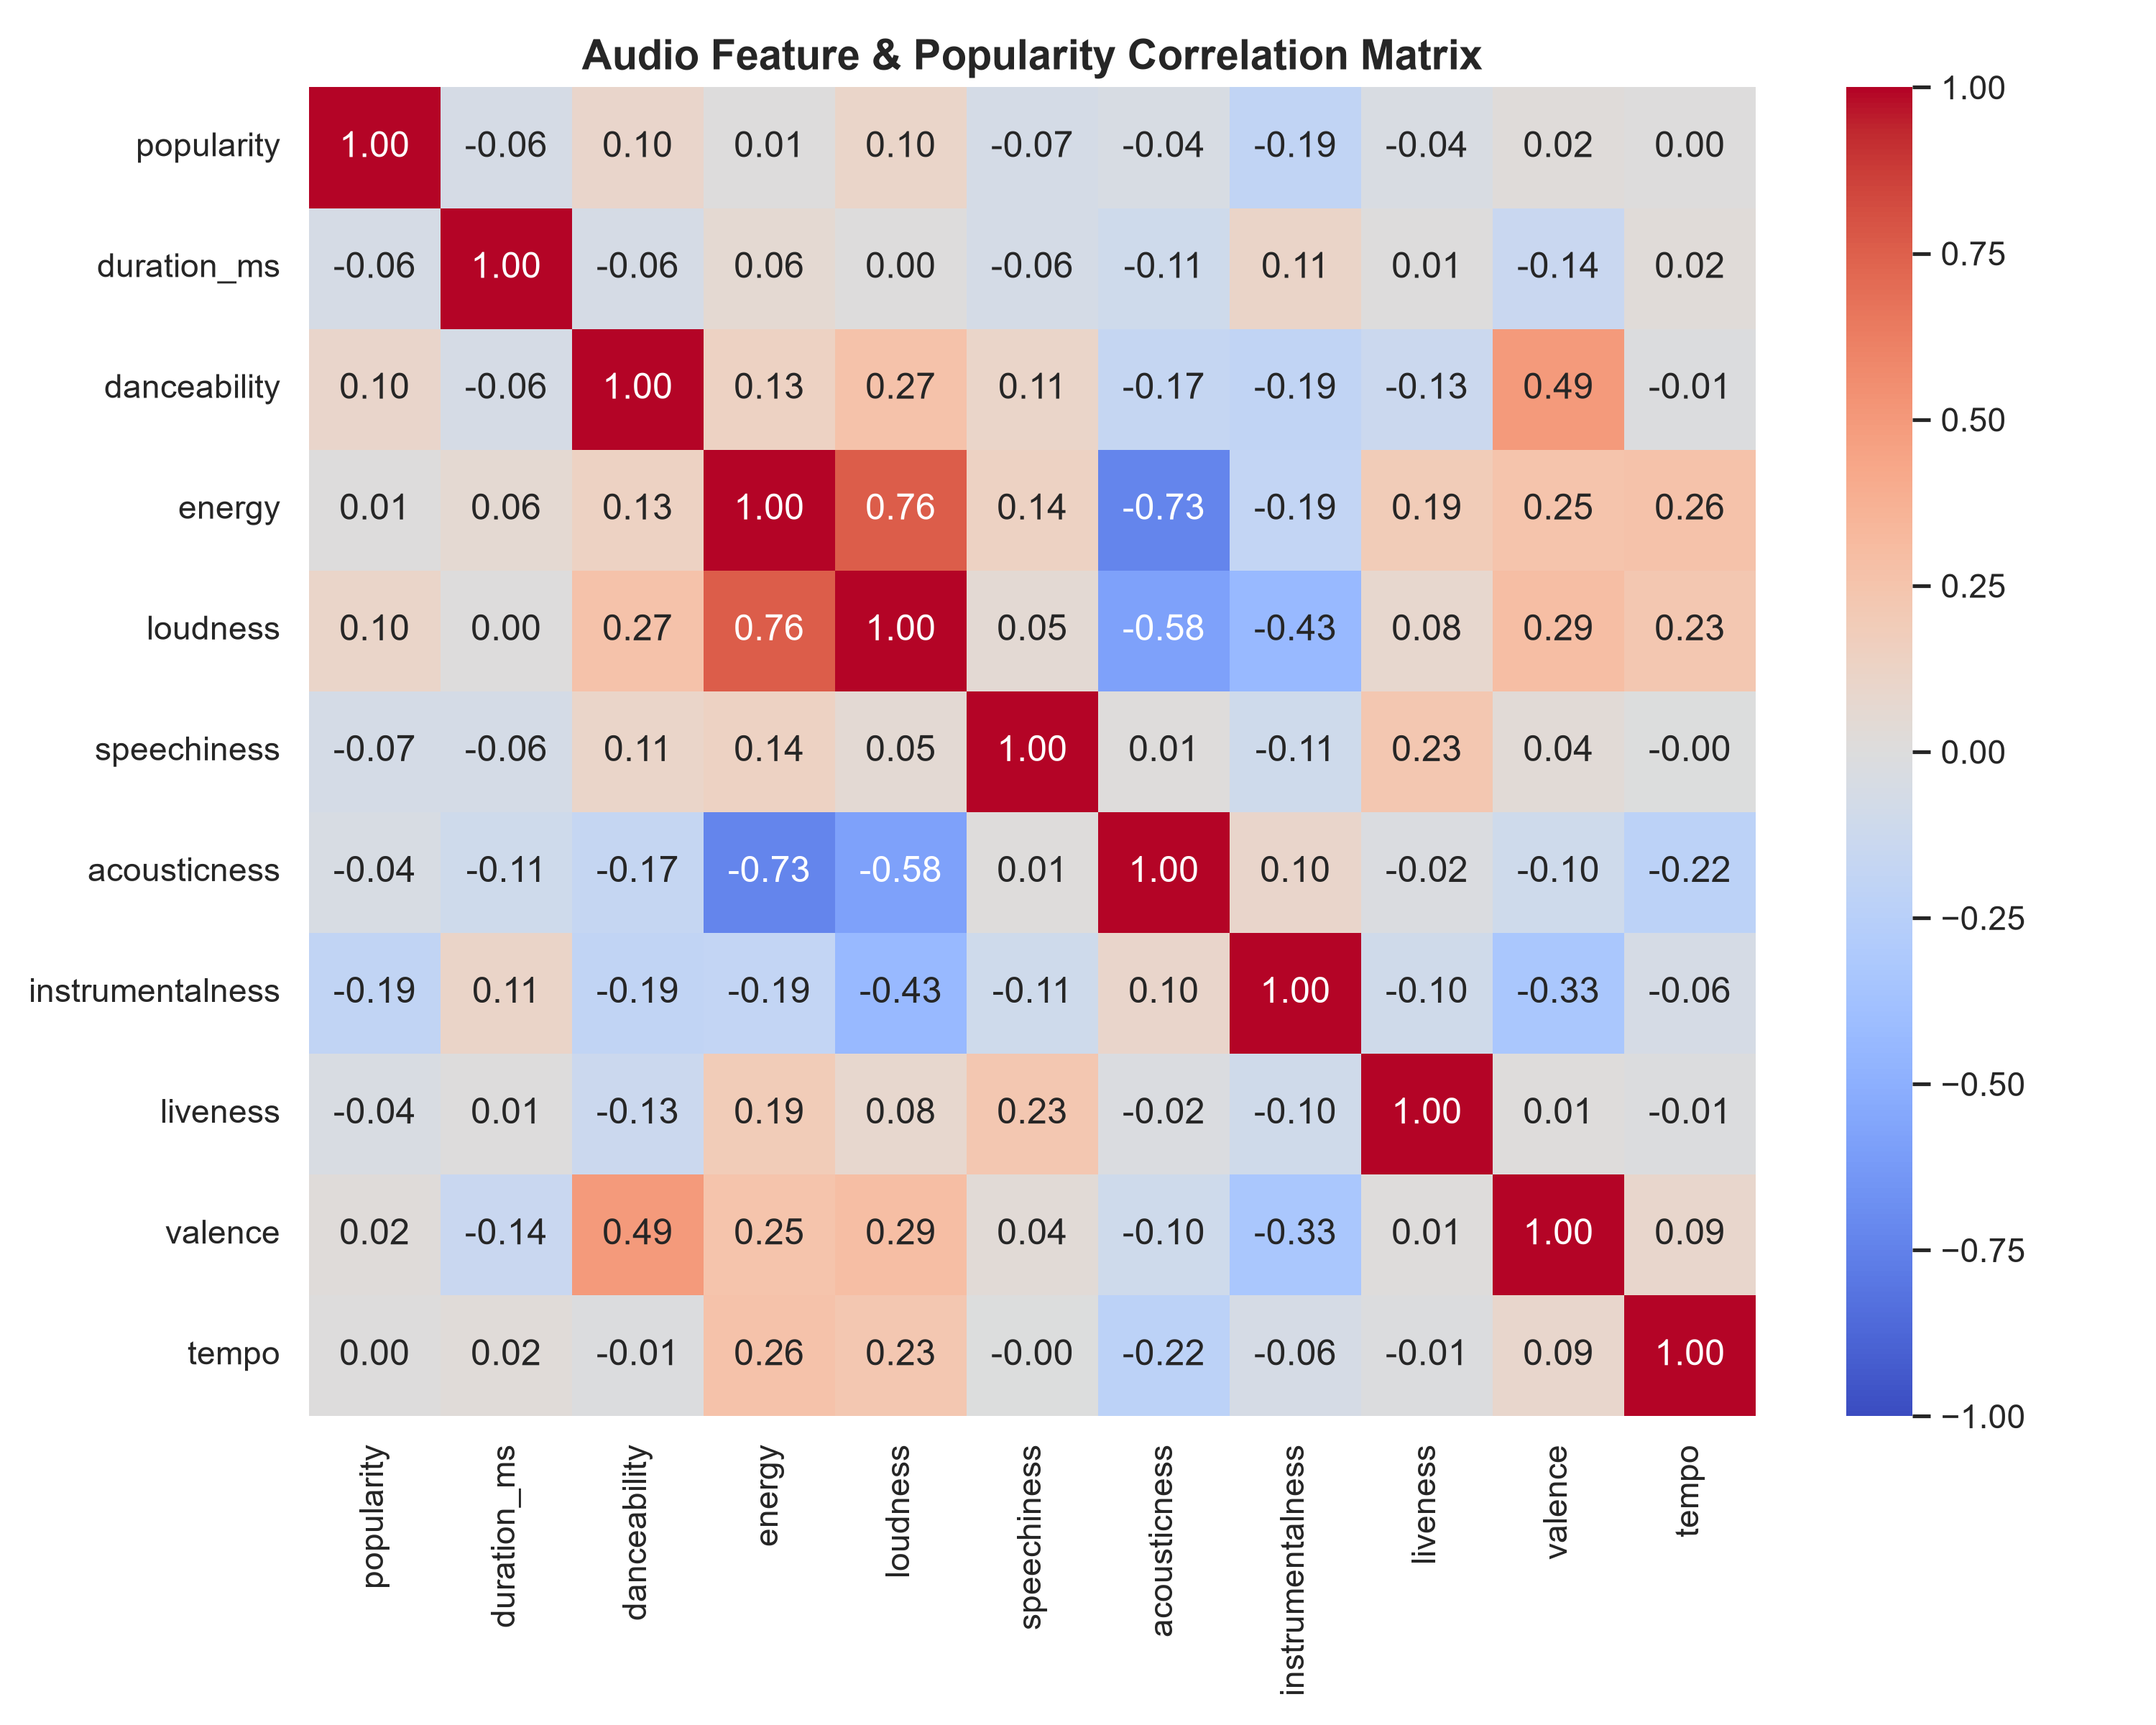 Audio Feature & Popularity Correlation Matrix
popularity 1.00 -0.06 0.10 0.01 0.10 -0.07 -0.04 -0.19 -0.04 0.02 0.00
duration_ms -0.06 1.00 -0.06 0.06 0.00 -0.06 -0.11 0.11 0.01 -0.14 0.02
danceability 0.10 -0.06 1.00 0.13 0.27 0.11 -0.17 -0.19 -0.13 0.49 -0.01
energy 0.01 0.06 0.13 1.00 0.76 0.14 -0.73 -0.19 0.19 0.25 0.26
loudness 0.10 0.00 0.27 0.76 1.00 0.05 -0.58 -0.43 0.08 0.29 0.23
speechiness -0.07 -0.06 0.11 0.14 0.05 1.00 0.01 -0.11 0.23 0.04 -0.00
acousticness -0.04 -0.11 -0.17 -0.73 -0.58 0.01 1.00 0.10 -0.02 -0.10 -0.22
instrumentalness -0.19 0.11 -0.19 -0.19 -0.43 -0.11 0.10 1.00 -0.10 -0.33 -0.06
liveness -0.04 0.01 -0.13 0.19 0.08 0.23 -0.02 -0.10 1.00 0.01 -0.01
valence 0.02 -0.14 0.49 0.25 0.29 0.04 -0.10 -0.33 0.01 1.00 0.09
tempo 0.00 0.02 -0.01 0.26 0.23 -0.00 -0.22 -0.06 -0.01 0.09 1.00
popularity duration_ms danceability energy loudness speechiness acousticness instrumentalness liveness valence tempo
1.00
0.75
0.50
0.25
0.00
−0.25
−0.50
−0.75
−1.00